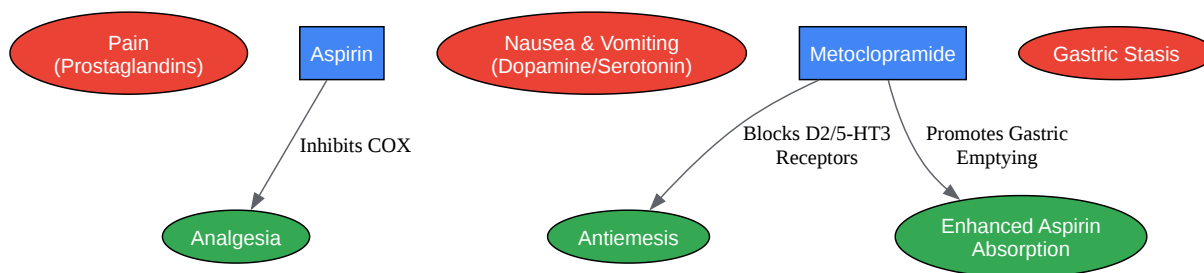 Pain
(Prostaglandins)
Aspirin
Nausea & Vomiting
(Dopamine/Serotonin)
Metoclopramide
Gastric Stasis
Inhibits COX
Blocks D2/5-HT3
Receptors
Promotes Gastric
Emptying
Analgesia
Antiemesis
Enhanced Aspirin
Absorption